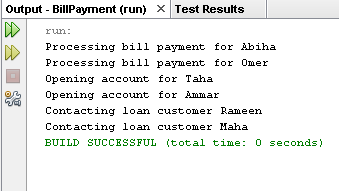 Output - BillPayment (run) × Test Results
run:
Processing bill payment for Abiha
Processing bill payment for Omer
Opening account for Taha
Opening account for Ammar
Contacting loan customer Rameen
Contacting loan customer Maha
BUILD SUCCESSFUL (total time: 0 seconds)